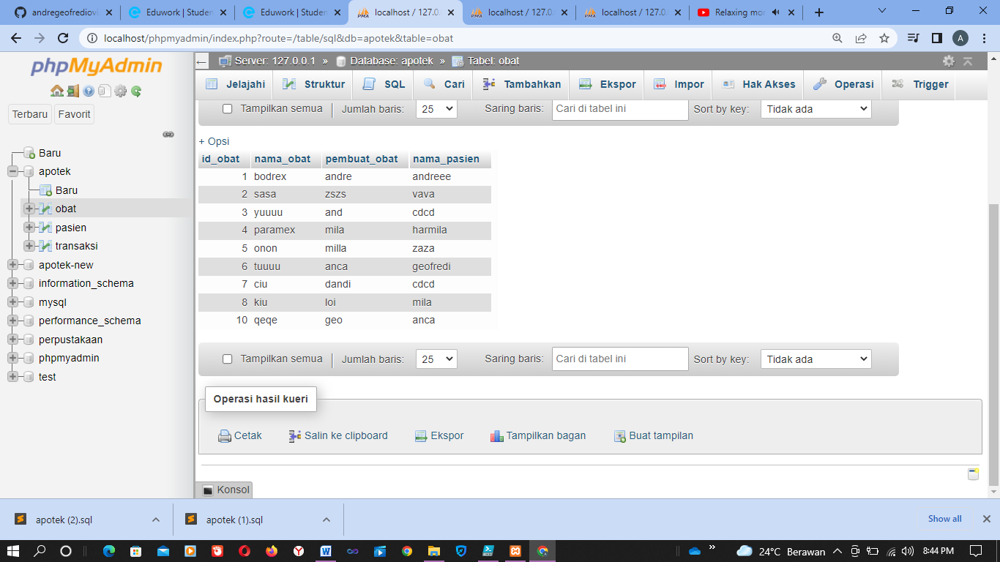 andregeofrediov
Eduwork | Studen
Eduwork | Studen
localhost / 127.0.
localhost / 127.0.
localhost / 127.0.
Relaxing mor
localhost/phpmyadmin/index.php?route=/table/sql&db=apotek&table=obat
A
phpMyAdmin
Terbaru Favorit
Baru
apotek
Baru
obat
pasien
transaksi
apotek-new
information_schema
mysql
performance_schema
perpustakaan
phpmyadmin
test
Server: 127.0.0.1 » Database: apotek » Tabel: obat
Jelajahi Struktur SQL Cari Tambahkan Ekspor Impor Hak Akses Operasi Trigger
Tampilkan semua Jumlah baris: 25 Saring baris: Cari di tabel ini Sort by key: Tidak ada
+ Opsi
id_obat nama_obat pembuat_obat nama_pasien
1 bodrex andre andreee
2 sasa zszs vava
3 yuuuu and cdcd
4 paramex mila harmila
5 onon milla zaza
6 tuuuu anca geofredi
7 ciu dandi cdcd
8 kiu loi mila
10 qeqe geo anca
Tampilkan semua Jumlah baris: 25 Saring baris: Cari di tabel ini Sort by key: Tidak ada
Operasi hasil kueri
Cetak Salin ke clipboard Ekspor Tampilkan bagan Buat tampilan
Konsol
apotek (2).sql apotek (1).sql Show all
24°C Berawan 8:44 PM